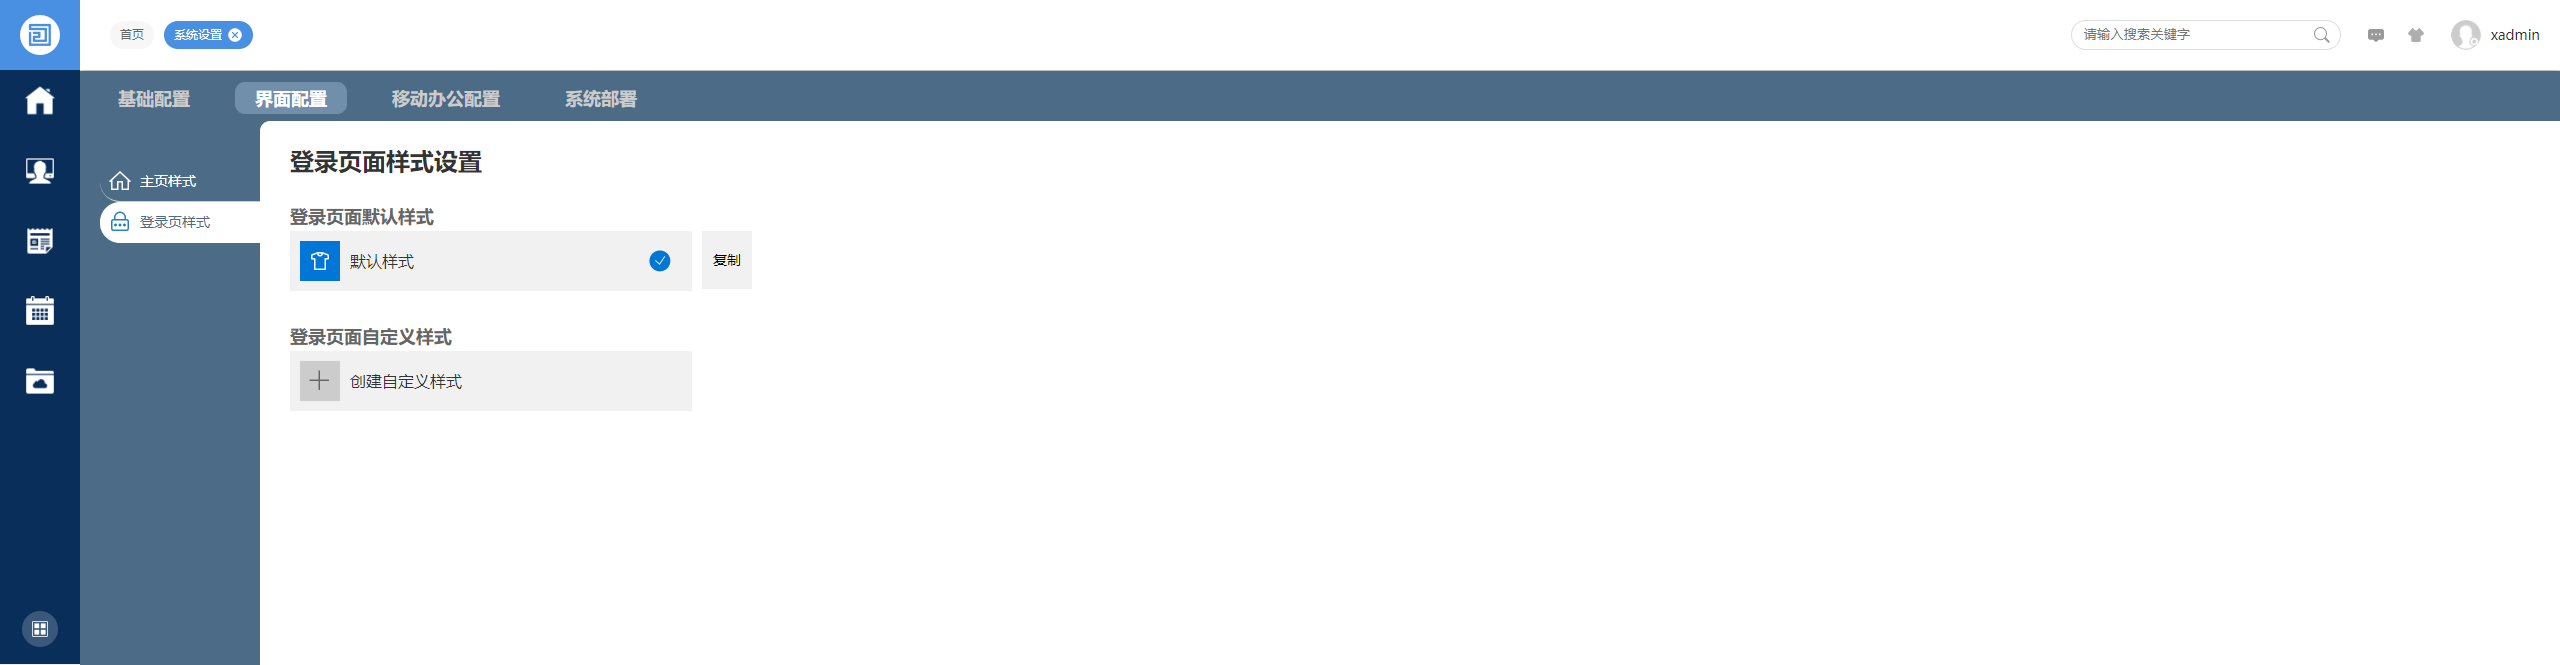 首页
系统设置
请输入搜索关键字
xadmin
基础配置
界面配置
移动办公配置
系统部署
主页样式
登录页样式
登录页面样式设置
登录页面默认样式
默认样式
复制
登录页面自定义样式
创建自定义样式